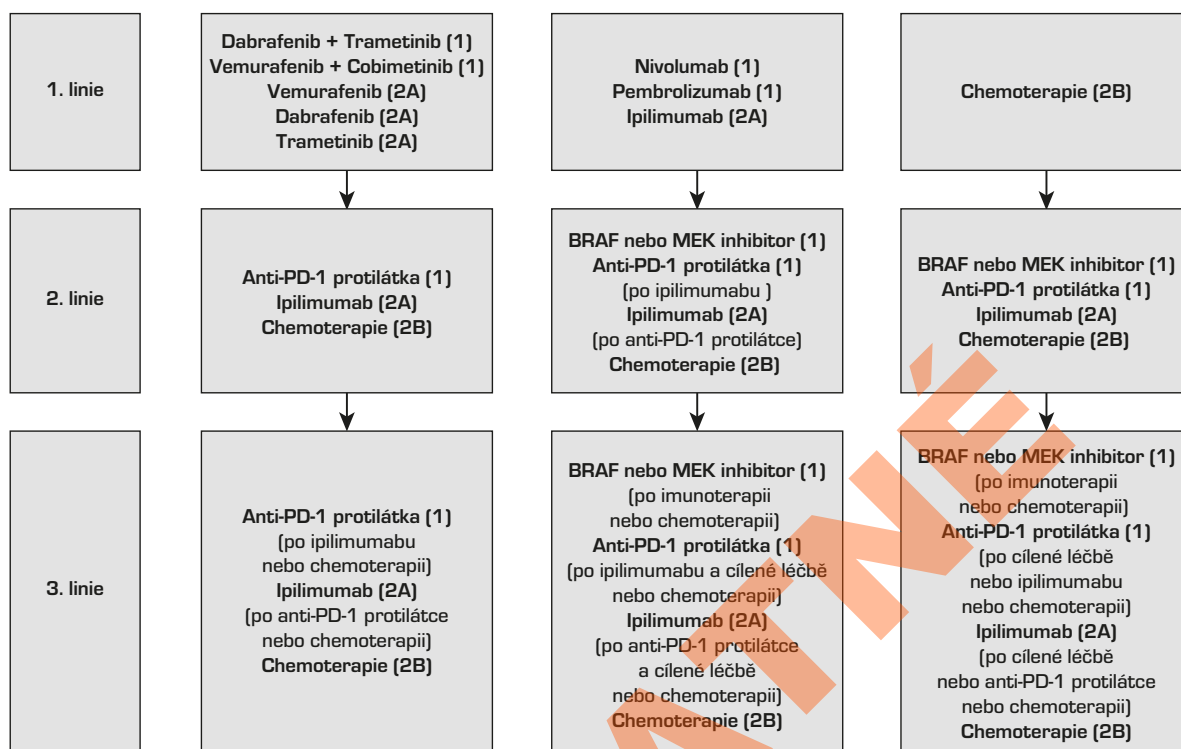 1. linie
Dabrafenib + Trametinib (1)
Vemurafenib + Cobimetinib (1)
Vemurafenib (2A)
Dabrafenib (2A)
Trametinib (2A)
Nivolumab (1)
Pembrolizumab (1)
Ipilimumab (2A)
Chemoterapie (2B)
2. linie
Anti-PD-1 protilátka (1)
Ipilimumab (2A)
Chemoterapie (2B)
BRAF nebo MEK inhibitor (1)
Anti-PD-1 protilátka (1)
(po ipilimumabu )
Ipilimumab (2A)
(po anti-PD-1 protilátce)
Chemoterapie (2B)
BRAF nebo MEK inhibitor (1)
Anti-PD-1 protilátka (1)
Ipilimumab (2A)
Chemoterapie (2B)
3. linie
Anti-PD-1 protilátka (1)
(po ipilimumabu
nebo chemoterapii)
Ipilimumab (2A)
(po anti-PD-1 protilátce
nebo chemoterapii)
Chemoterapie (2B)
BRAF nebo MEK inhibitor (1)
(po imunoterapii
nebo chemoterapii)
Anti-PD-1 protilátka (1)
(po ipilimumabu a cílené léčbě
nebo chemoterapii)
Ipilimumab (2A)
(po anti-PD-1 protilátce
a cílené léčbě
nebo chemoterapii)
Chemoterapie (2B)
BRAF nebo MEK inhibitor (1)
(po imunoterapii
nebo chemoterapii)
Anti-PD-1 protilátka (1)
(po cílené léčbě
nebo ipilimumabu
nebo chemoterapii)
Ipilimumab (2A)
(po cílené léčbě
nebo anti-PD-1 protilátce
nebo chemoterapii)
Chemoterapie (2B)
ATNÉ